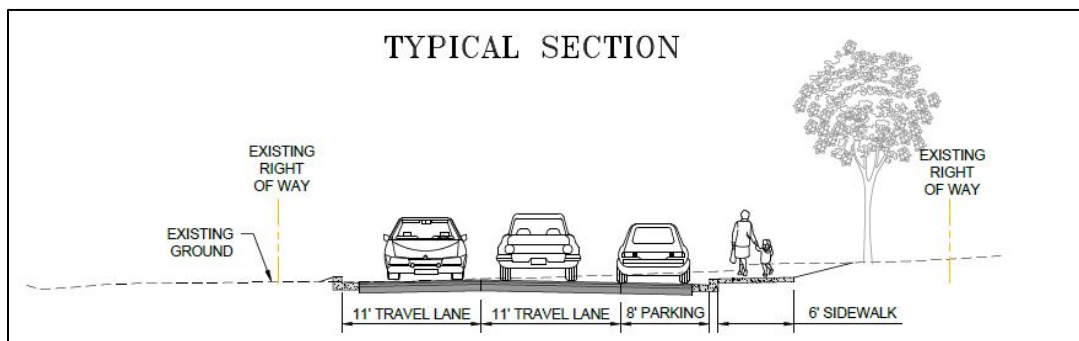 TYPICAL SECTION
EXISTING
RIGHT
OF WAY
EXISTING
RIGHT
OF WAY
EXISTING
GROUND
11' TRAVEL LANE
11' TRAVEL LANE
8' PARKING
6' SIDEWALK